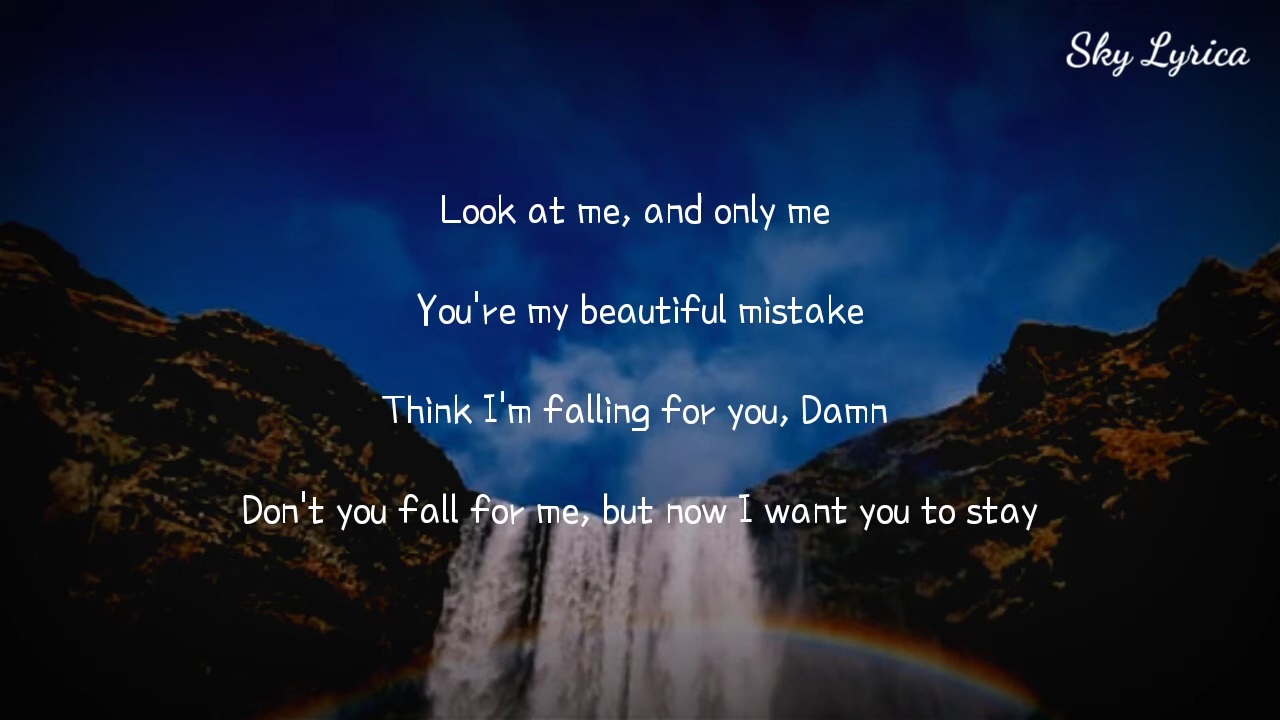 Sky Lyrica
Look at me, and only me
You're my beautiful mistake
Think I'm falling for you, Damn
Don't you fall for me, but now I want you to stay